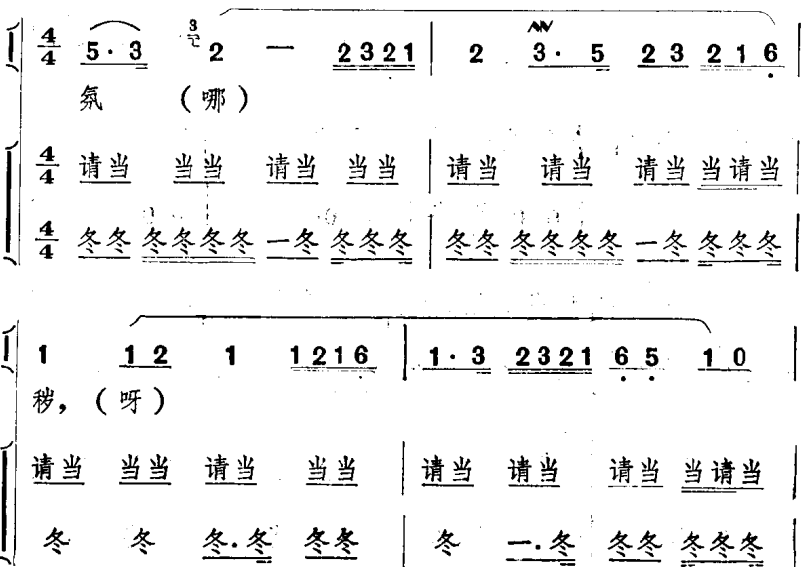 4/4 5·3 3 2 — 2321 | 2 3·5 23 216 |
氛 （哪）
4/4 请当 当当 请当 当当 | 请当 请当 请当 当请当 |
4/4 冬冬 冬冬冬冬 一冬 冬冬冬 | 冬冬 冬冬冬冬 一冬 冬冬冬 |
1 12 1 1216 | 1·3 2321 65 10 |
秽，（呀）
请当 当当 请当 当当 | 请当 请当 请当 当请当 |
冬 冬 冬·冬 冬冬 | 冬 一·冬 冬冬 冬冬冬 |